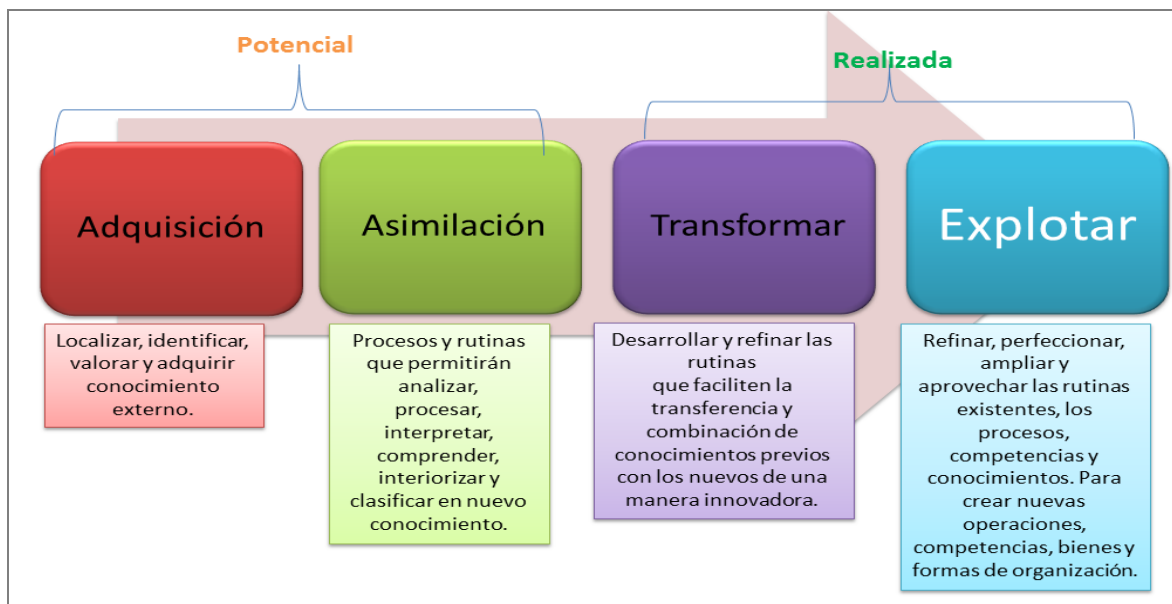 Potencial
Realizada
Adquisición
Asimilación
Transformar
Explotar
Localizar, identificar,
valorar y adquirir
conocimiento
externo.
Procesos y rutinas
que permitirán
analizar,
procesar,
interpretar,
comprender,
interiorizar y
clasificar en nuevo
conocimiento.
Desarrollar y refinar las
rutinas
que faciliten la
transferencia y
combinación de
conocimientos previos
con los nuevos de una
manera innovadora.
Refinar, perfeccionar,
ampliar y
aprovechar las rutinas
existentes, los
procesos,
competencias y
conocimientos. Para
crear nuevas
operaciones,
competencias, bienes y
formas de organización.